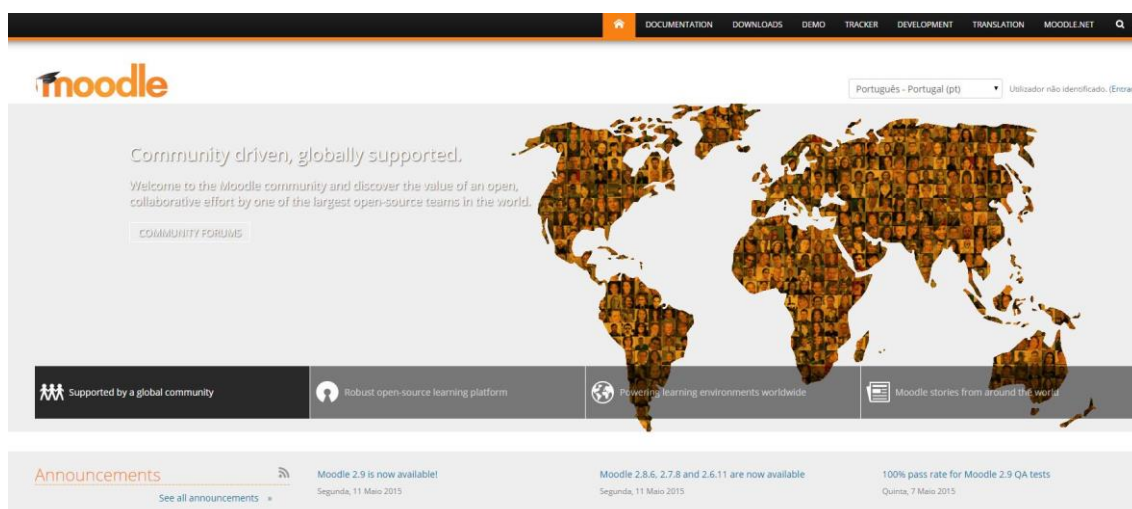 DOCUMENTATION DOWNLOADS DEMO TRACKER DEVELOPMENT TRANSLATION MOODLE.NET
moodle
Português - Portugal (pt) Utilizador não identificado. (Entra
Community driven, globally supported.
Welcome to the Moodle community and discover the value of an open,
collaborative effort by one of the largest open-source teams in the world.
COMMUNITY FORUMS
Supported by a global community
Robust open-source learning platform
Powering learning environments worldwide
Moodle stories from around the world
Announcements
See all announcements
Moodle 2.9 is now available!
Segunda, 11 Maio 2015
Moodle 2.8.6, 2.7.8 and 2.6.11 are now available
Segunda, 11 Maio 2015
100% pass rate for Moodle 2.9 QA tests
Quinta, 7 Maio 2015